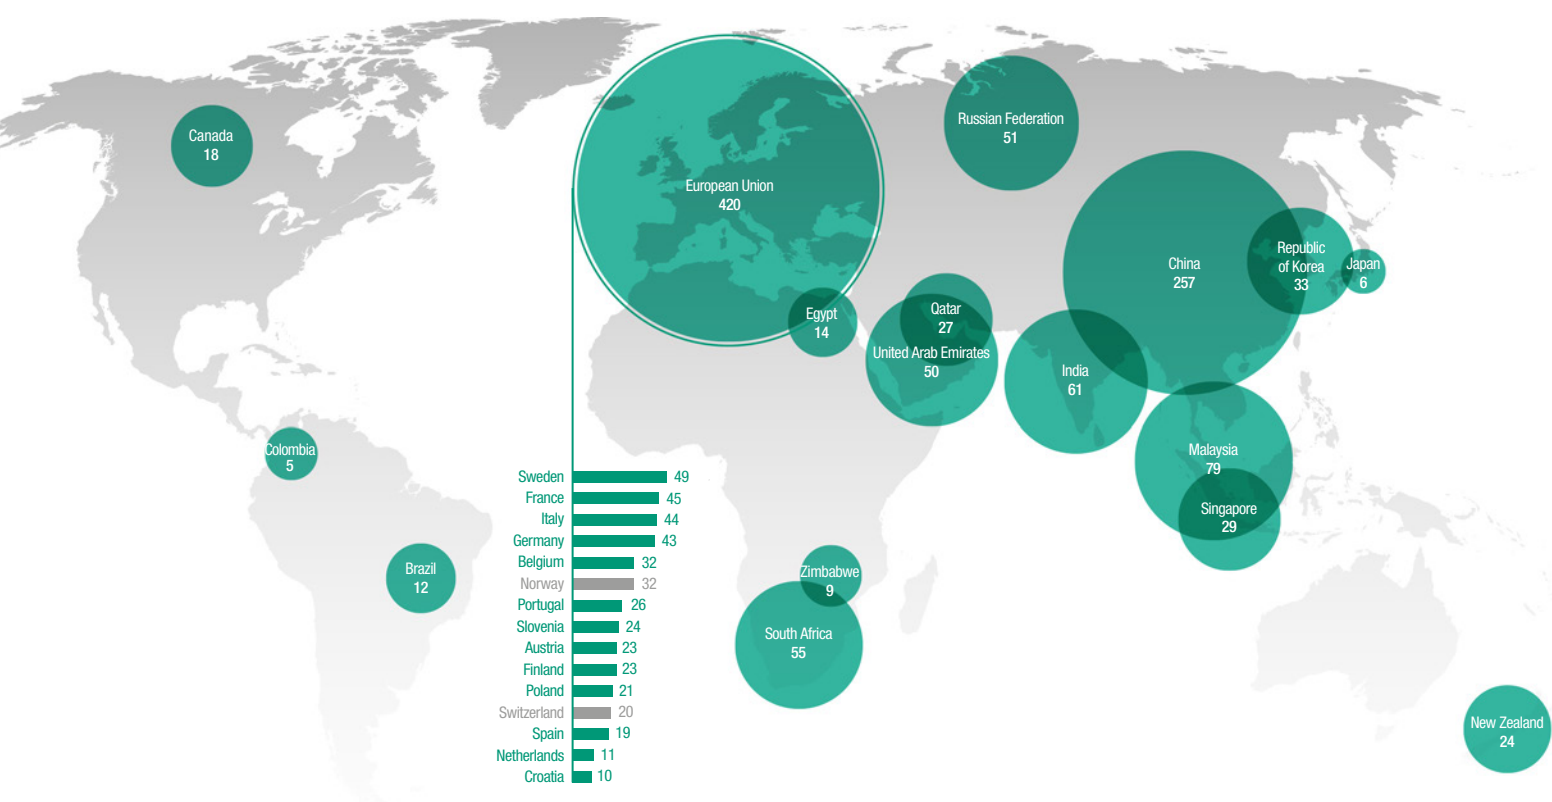 Canada
18
European Union
420
Russian Federation
51
China
257
Republic
of Korea
33
Japan
6
Egypt
14
Qatar
27
United Arab Emirates
50
India
61
Colombia
5
Malaysia
79
Singapore
29
Brazil
12
Zimbabwe
9
South Africa
55
New Zealand
24
Sweden 49
France 45
Italy 44
Germany 43
Belgium 32
Norway 32
Portugal 26
Slovenia 24
Austria 23
Finland 23
Poland 21
Switzerland 20
Spain 19
Netherlands 11
Croatia 10